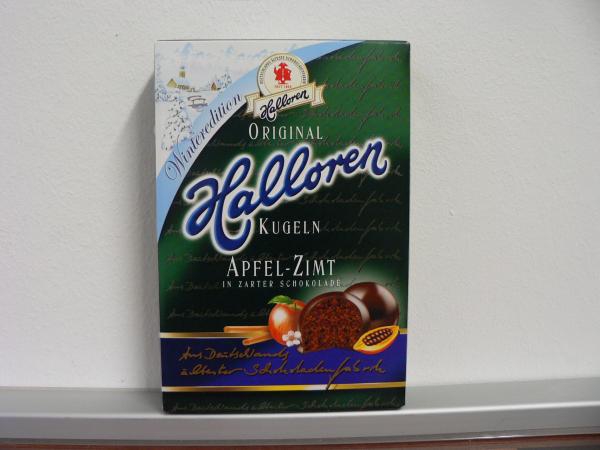 Winteredition
Halloren
ORIGINAL
Halloren
KUGELN
APFEL-ZIMT
IN ZARTER SCHOKOLADE
Aus Deutschlands
ältester Schokoladenfabrik